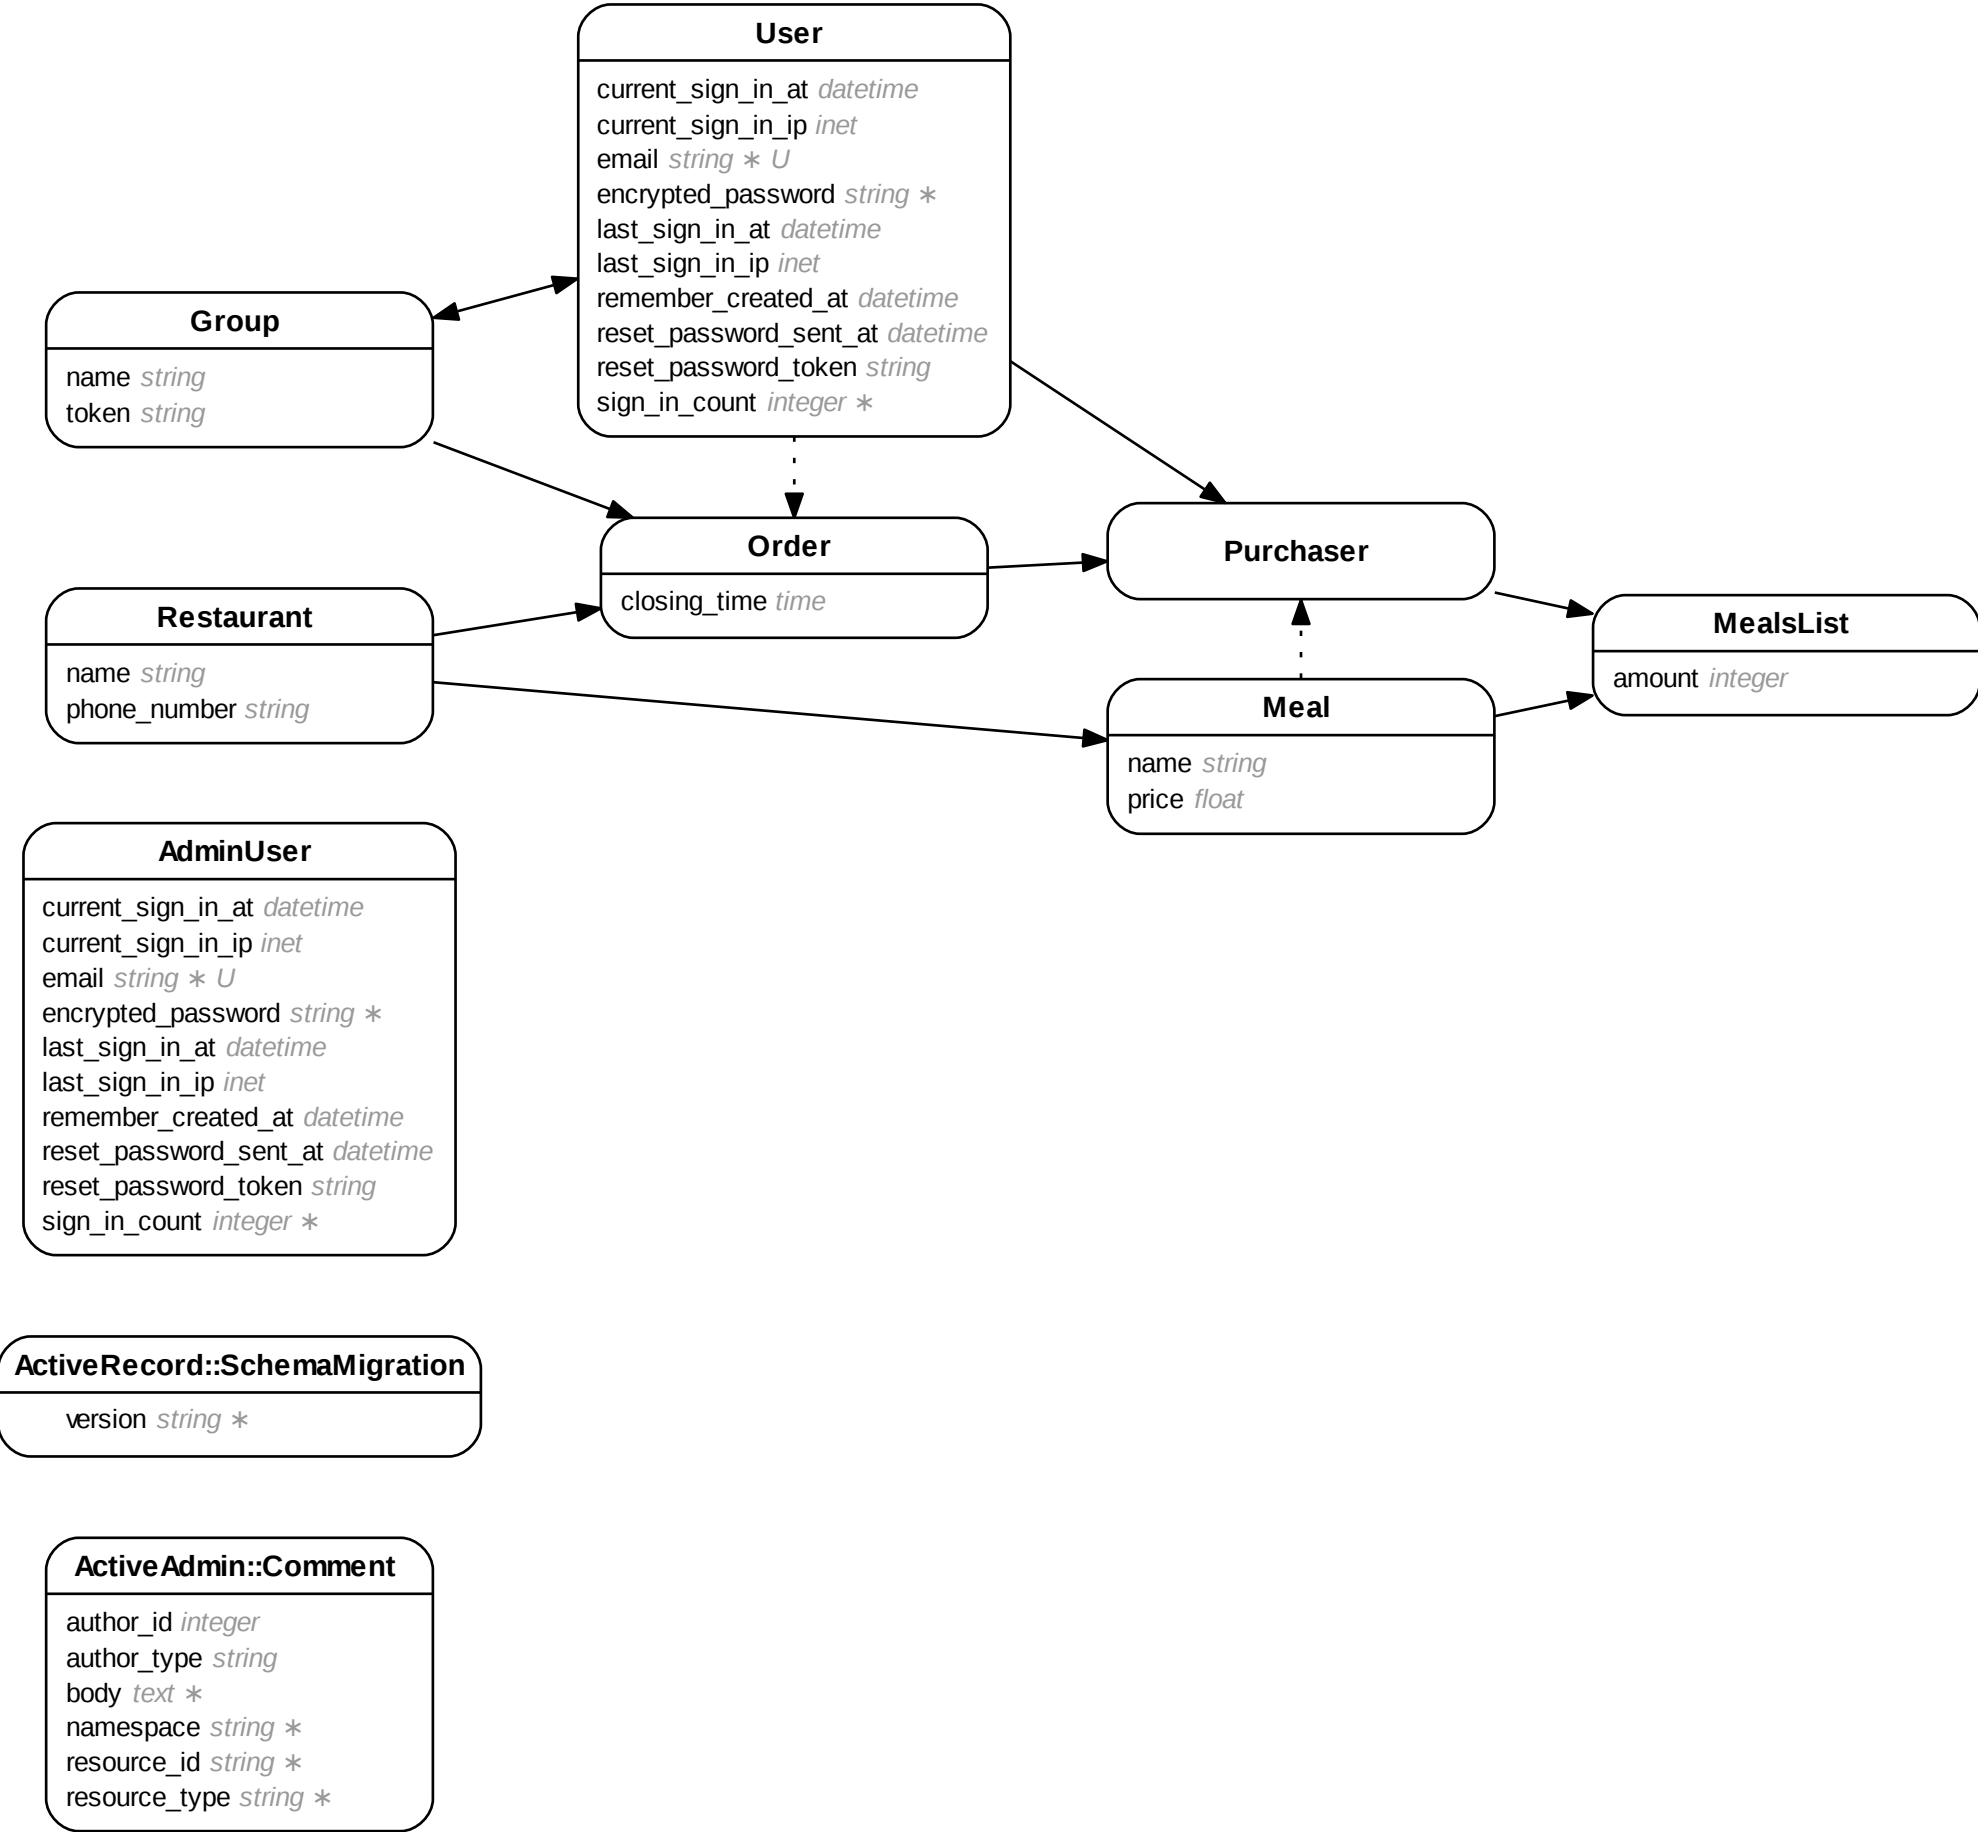 User
current_sign_in_at datetime
current_sign_in_ip inet
email string ∗ U
encrypted_password string ∗
last_sign_in_at datetime
last_sign_in_ip inet
remember_created_at datetime
reset_password_sent_at datetime
reset_password_token string
sign_in_count integer ∗
Group
name string
token string
Order
closing_time time
Purchaser
Restaurant
name string
phone_number string
MealsList
amount integer
Meal
name string
price float
AdminUser
current_sign_in_at datetime
current_sign_in_ip inet
email string ∗ U
encrypted_password string ∗
last_sign_in_at datetime
last_sign_in_ip inet
remember_created_at datetime
reset_password_sent_at datetime
reset_password_token string
sign_in_count integer ∗
ActiveRecord::SchemaMigration
version string ∗
ActiveAdmin::Comment
author_id integer
author_type string
body text ∗
namespace string ∗
resource_id string ∗
resource_type string ∗